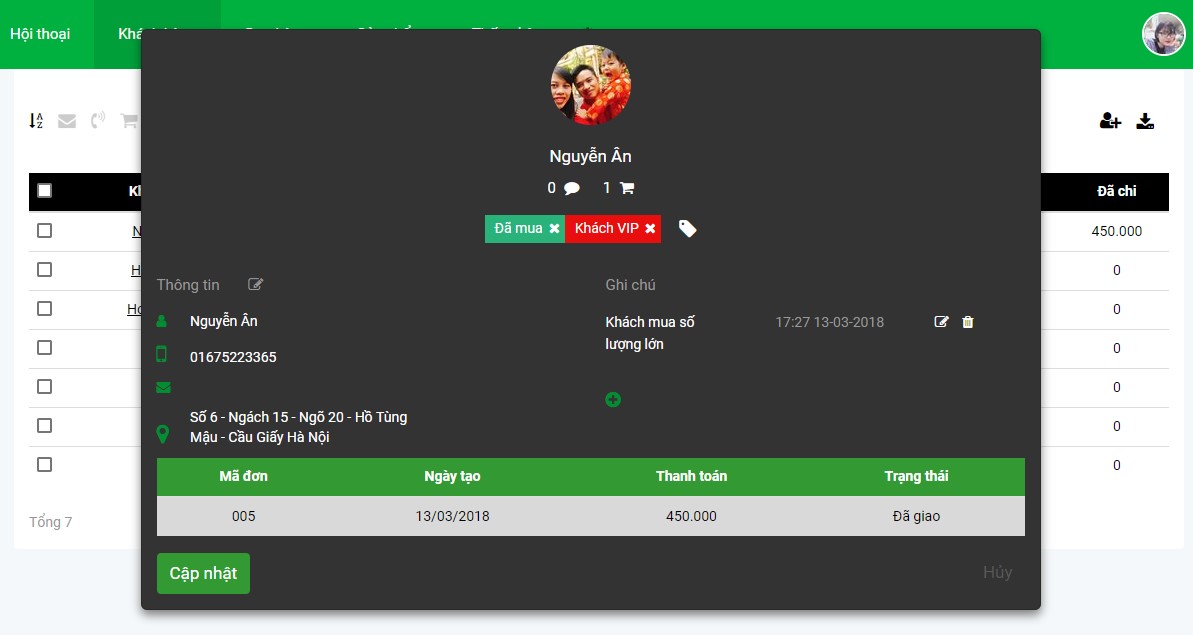 Hội thoại
Nguyễn Ân
0 1
Đã mua Khách VIP
Thông tin
Ghi chú
Nguyễn Ân
01675223365
Số 6 - Ngách 15 - Ngõ 20 - Hồ Tùng
Mậu - Cầu Giấy Hà Nội
Khách mua số
lượng lớn
17:27 13-03-2018
Mã đơn Ngày tạo Thanh toán Trạng thái
005 13/03/2018 450.000 Đã giao
Cập nhật
Hủy
Đã chi
450.000
0
0
0
0
0
0
Tổng 7